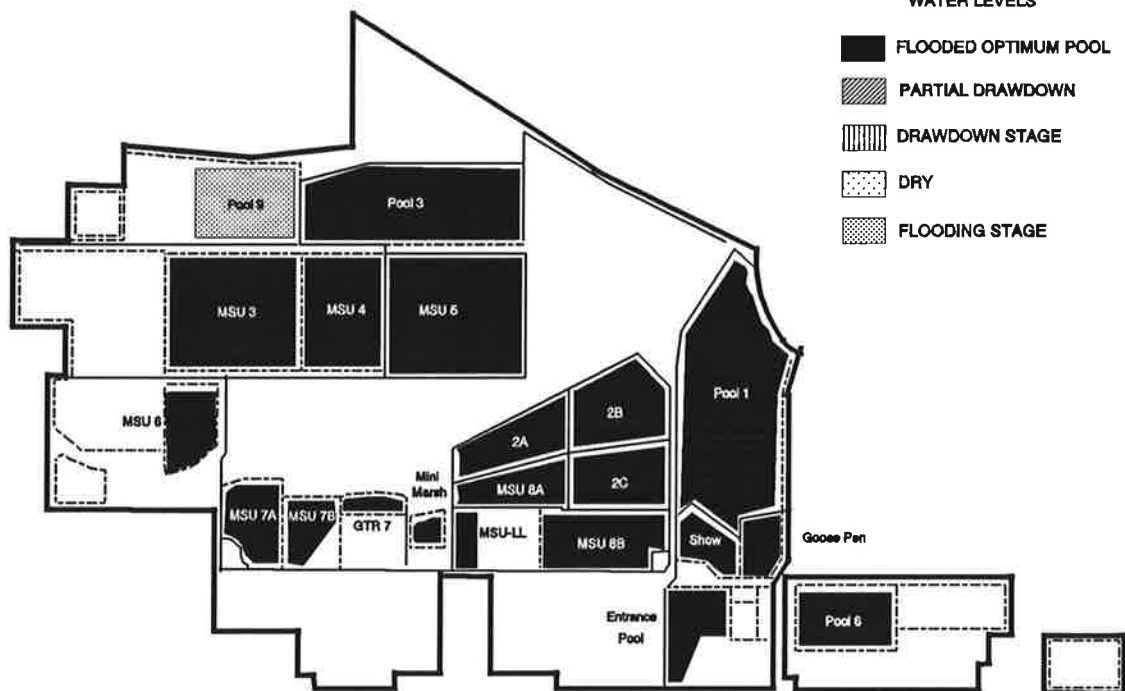 WATER LEVELS
FLOODED OPTIMUM POOL
PARTIAL DRAWDOWN
DRAWDOWN STAGE
DRY
FLOODING STAGE
Pool 9
Pool 3
MSU 3
MSU 4
MSU 5
Pool 1
MSU 6
2B
2A
Mini
Marsh
MSU 8A
2C
MSU 7A
MSU 7B
GTR 7
MSU-LL
MSU 8B
Show
Goose Pen
Entrance
Pool
Pool 6